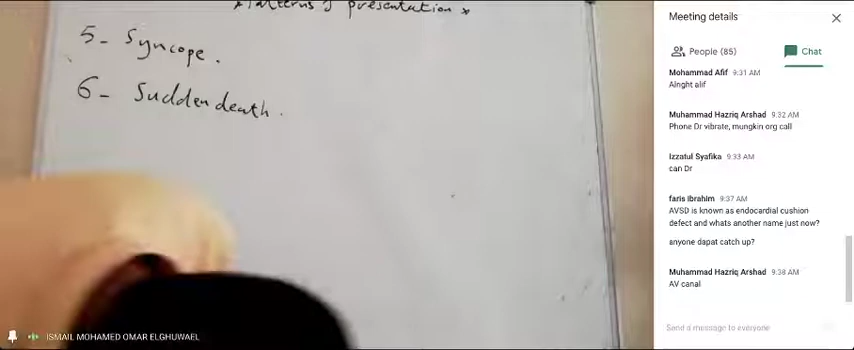 * Patterns of presentation *
5- Syncope.
6- Sudden death.
ISMAIL MOHAMED OMAR ELGHUWAEL
Meeting details
People (85)
Chat
Mohammad Afif 9:31 AM
Alright alif
Muhammad Hazriq Arshad 9:32 AM
Phone Dr vibrate, mungkin org call
Izzatul Syafika 9:33 AM
can Dr
faris ibrahim 9:37 AM
AVSD is known as endocardial cushion
defect and whats another name just now?
anyone dapat catch up?
Muhammad Hazriq Arshad 9:38 AM
AV canal
Send a message to everyone